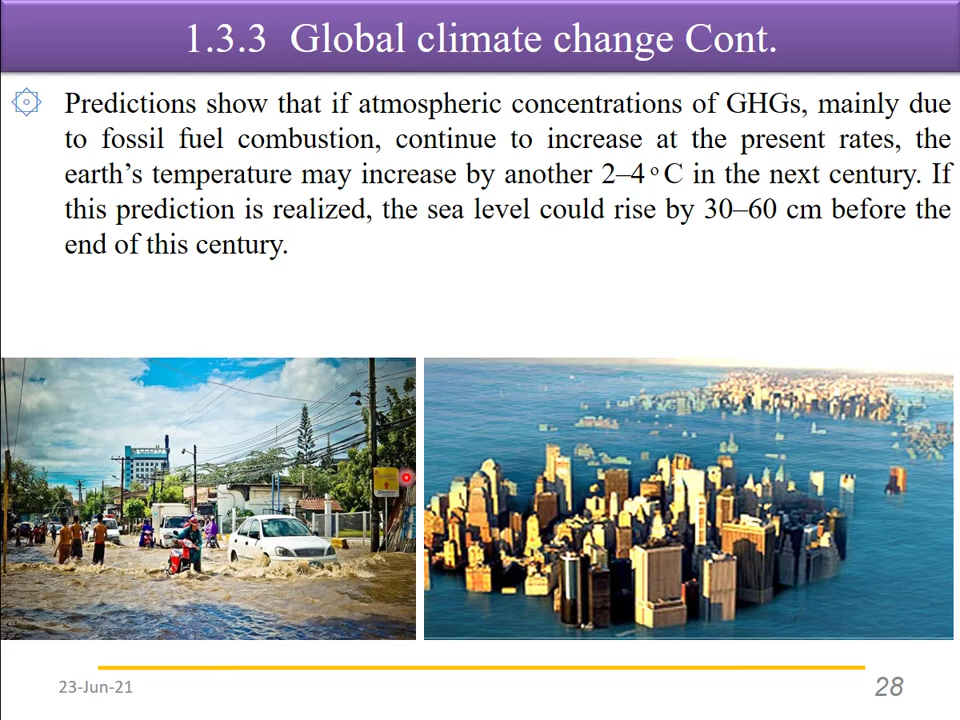 1.3.3 Global climate change Cont.
Predictions show that if atmospheric concentrations of GHGs, mainly due
to fossil fuel combustion, continue to increase at the present rates, the
earth’s temperature may increase by another 2–4 ᵒ C in the next century. If
this prediction is realized, the sea level could rise by 30–60 cm before the
end of this century.
23-Jun-21
28